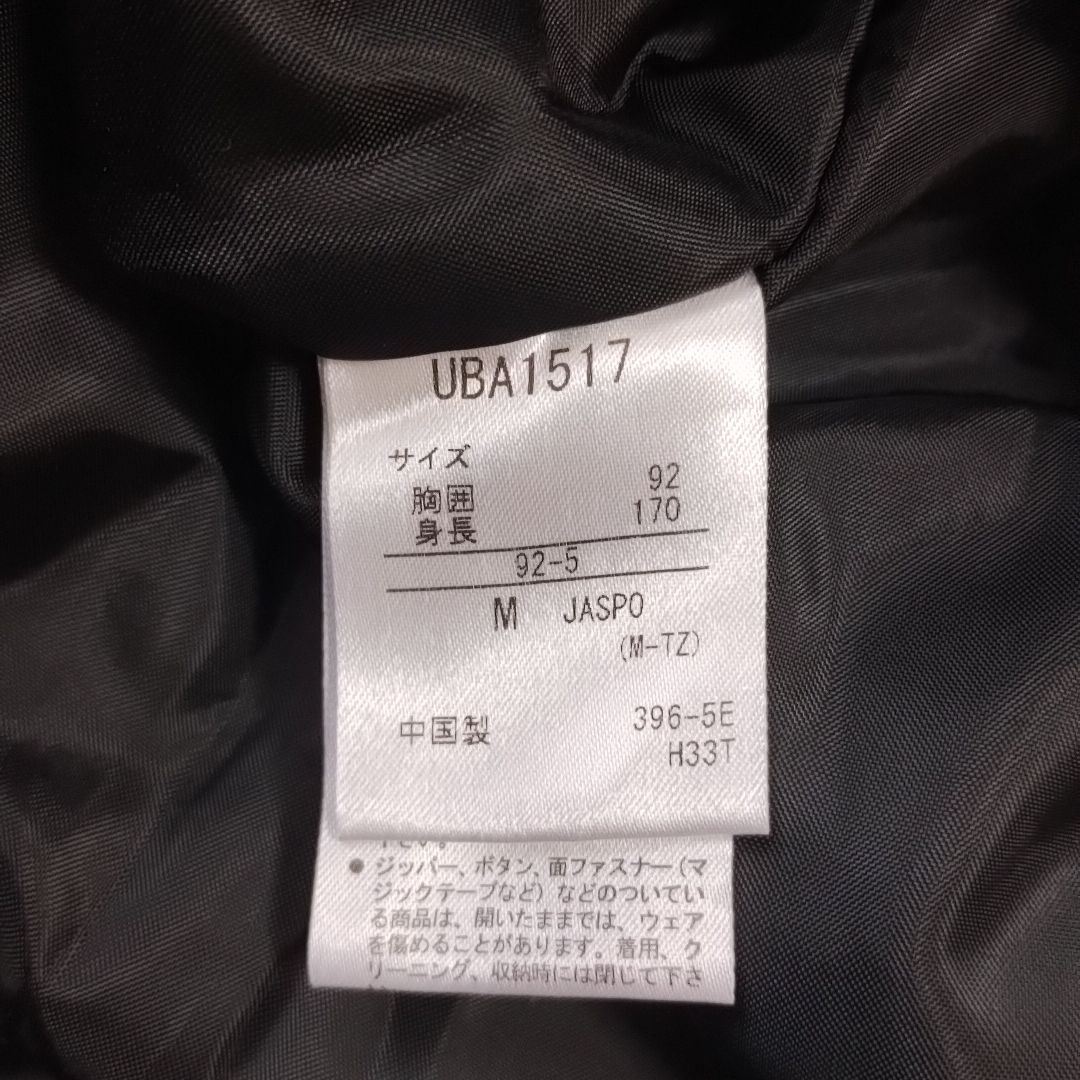 UBA1517
サイズ
胸囲 92
身長 170
92-5
M JASPO
(M-TZ)
396-5E
中国製
H33T
● ジッパー、ボタン、面ファスナー(マ
ジックテープなど)などのついてい
る商品は、開いたままでは、ウェア
を傷めることがあります。着用、ク
リーニング、収納時には閉じて下さ